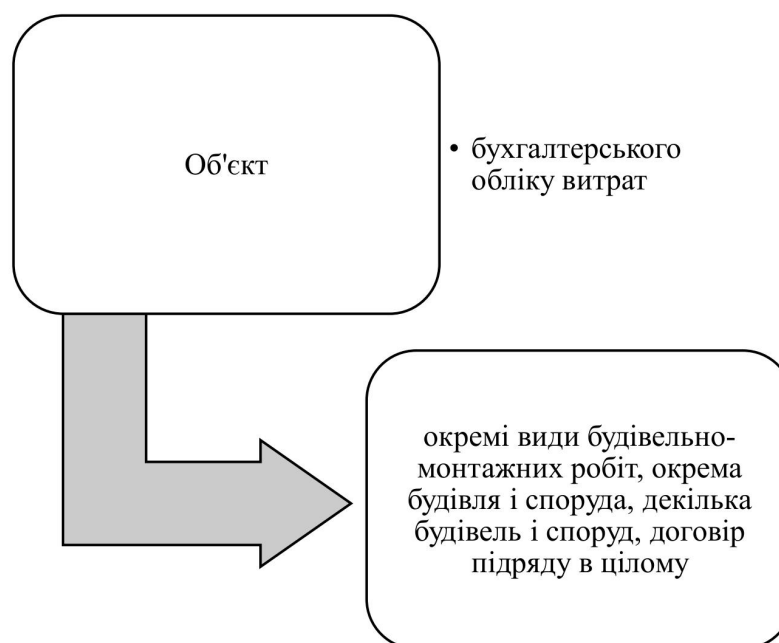 Об'єкт
• бухгалтерського
обліку витрат
окремі види будівельно-
монтажних робіт, окрема
будівля і споруда, декілька
будівель і споруд, договір
підряду в цілому